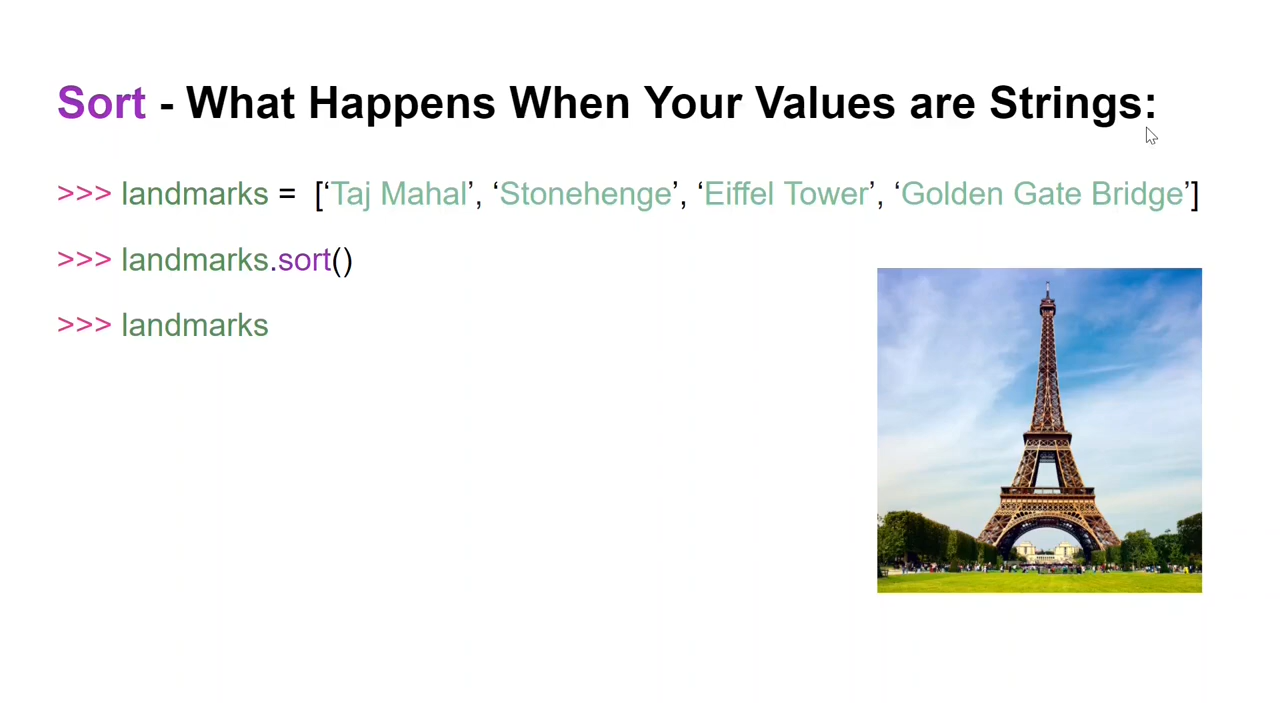 Sort - What Happens When Your Values are Strings:
>>> landmarks = [‘Taj Mahal’, ‘Stonehenge’, ‘Eiffel Tower’, ‘Golden Gate Bridge’]
>>> landmarks.sort()
>>> landmarks